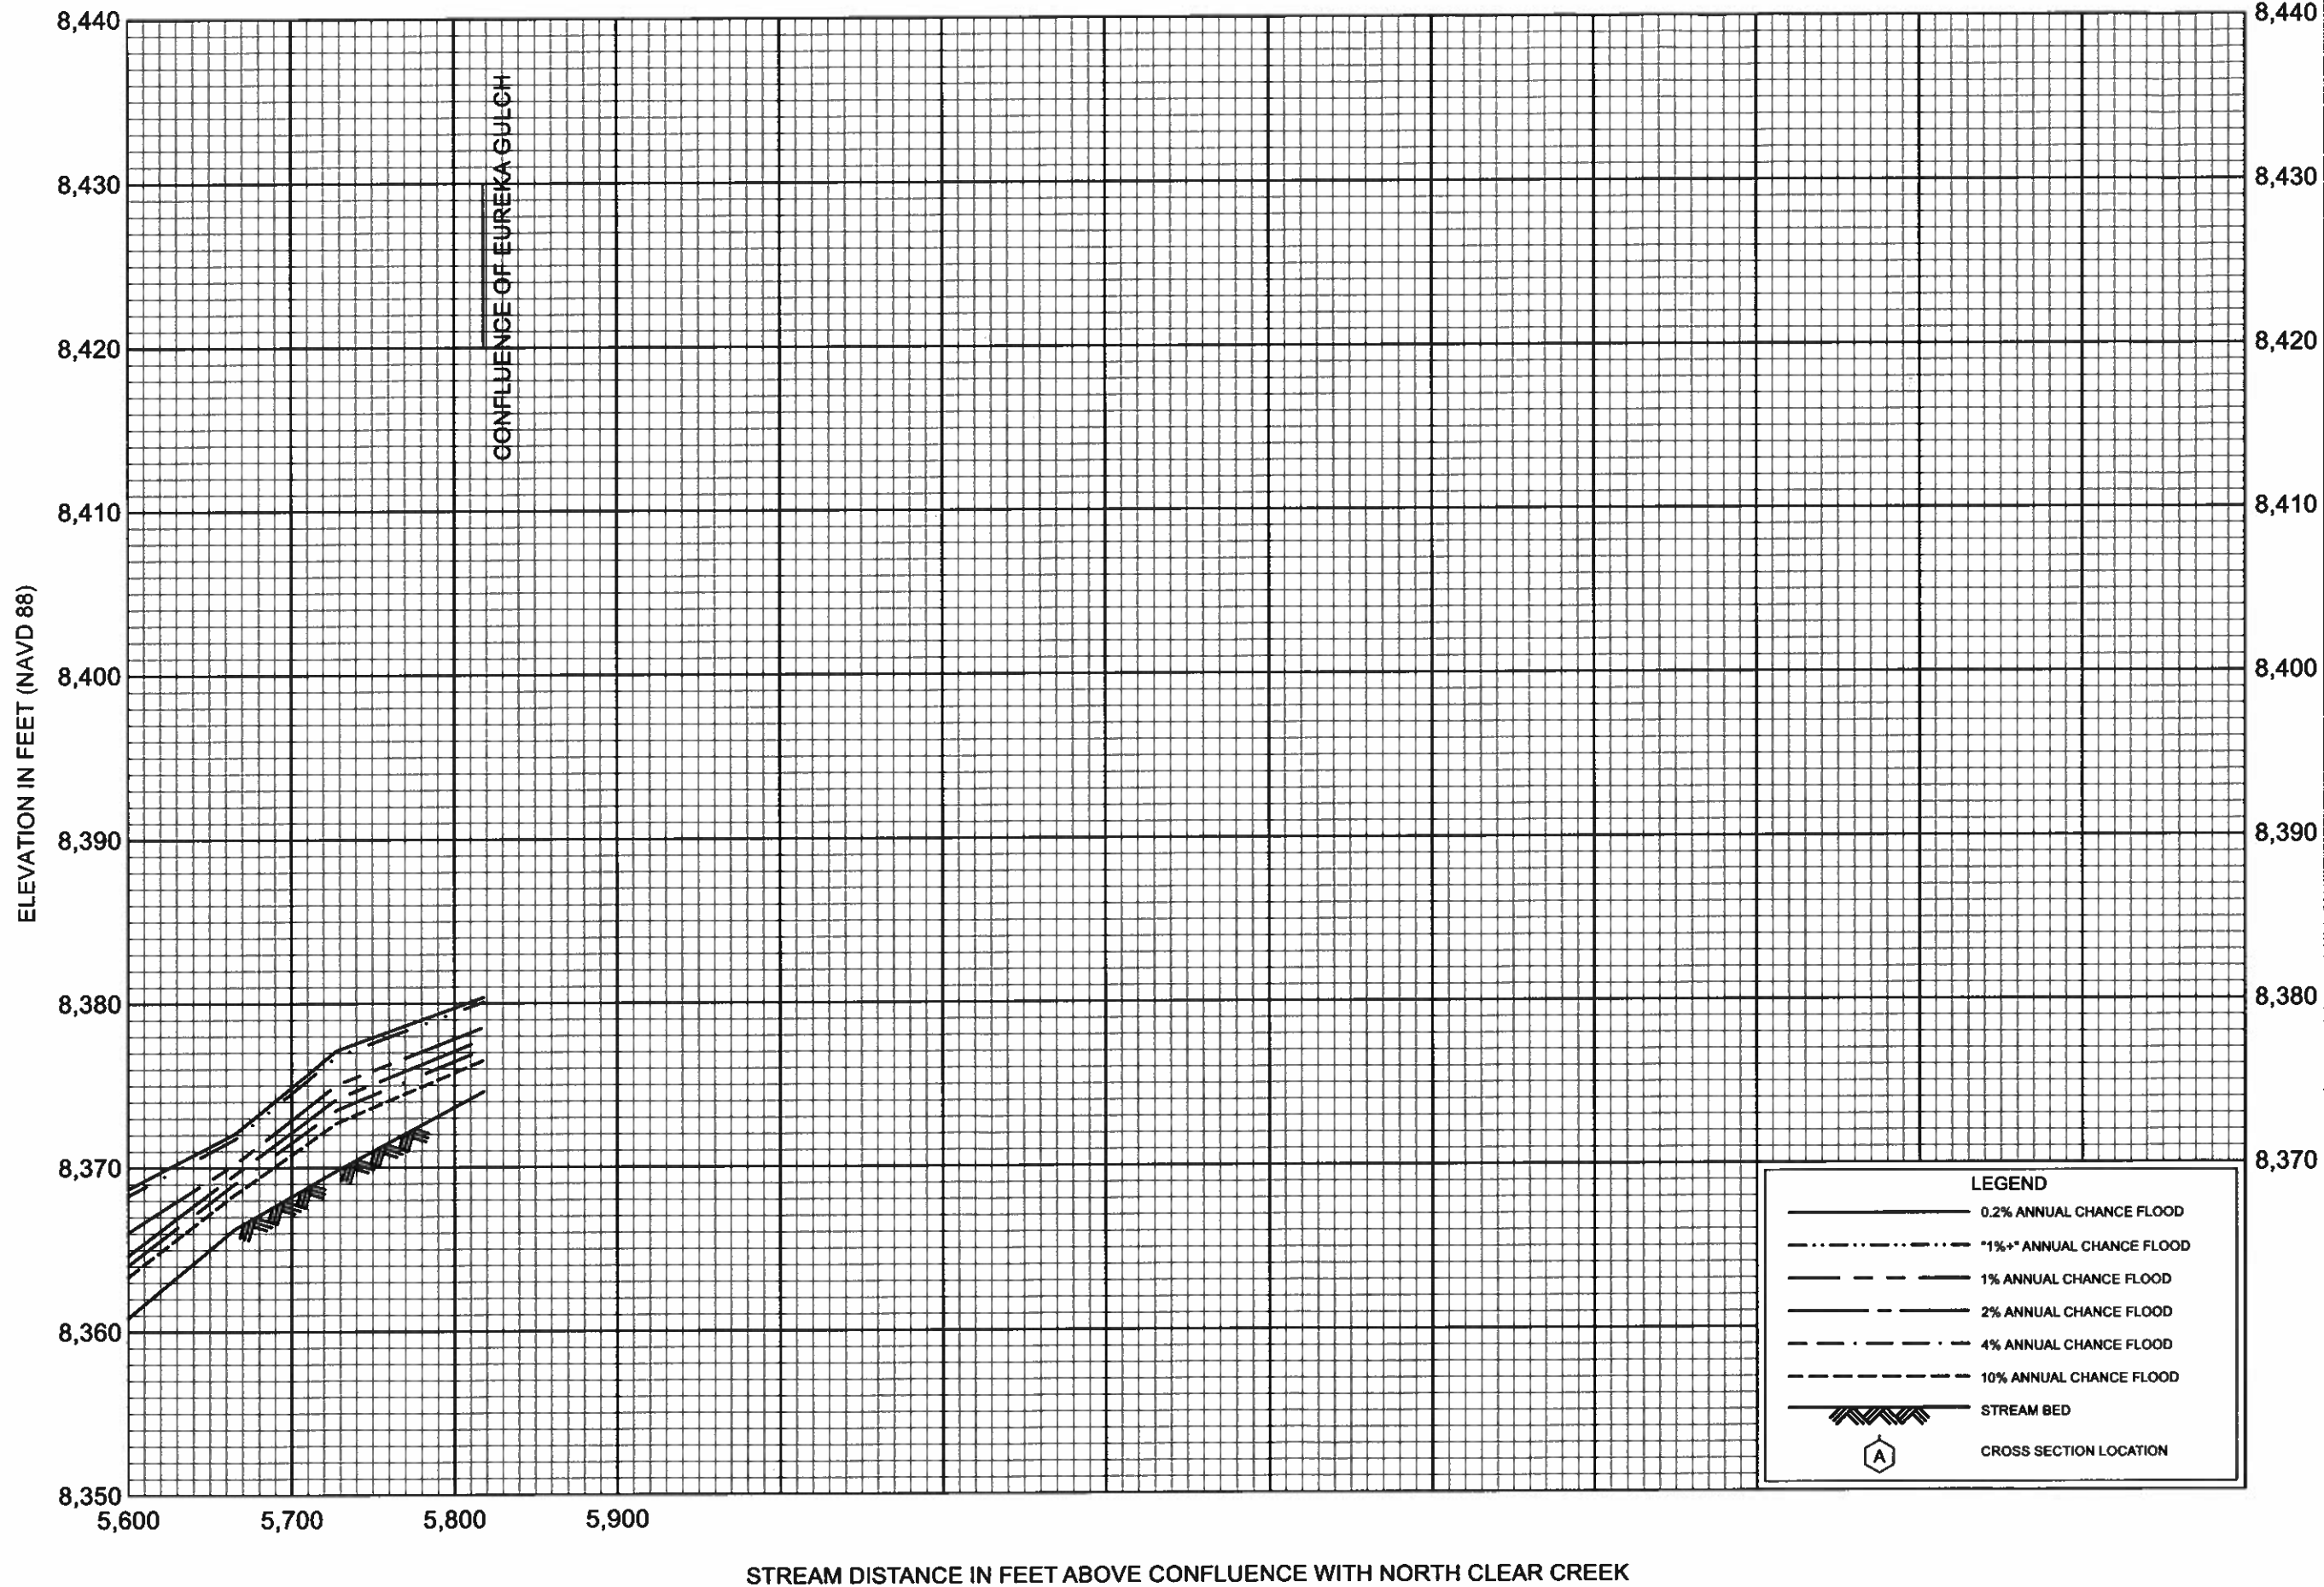 8,440
8,430
8,420
8,410
8,400
8,390
8,380
8,370
8,360
8,350
ELEVATION IN FEET (NAVD 88)
CONFLUENCE OF EUREKA GULCH
8,440
8,430
8,420
8,410
8,400
8,390
8,380
8,370
LEGEND
0.2% ANNUAL CHANCE FLOOD
"1%+" ANNUAL CHANCE FLOOD
1% ANNUAL CHANCE FLOOD
2% ANNUAL CHANCE FLOOD
4% ANNUAL CHANCE FLOOD
10% ANNUAL CHANCE FLOOD
STREAM BED
A CROSS SECTION LOCATION
5,600 5,700 5,800 5,900
STREAM DISTANCE IN FEET ABOVE CONFLUENCE WITH NORTH CLEAR CREEK